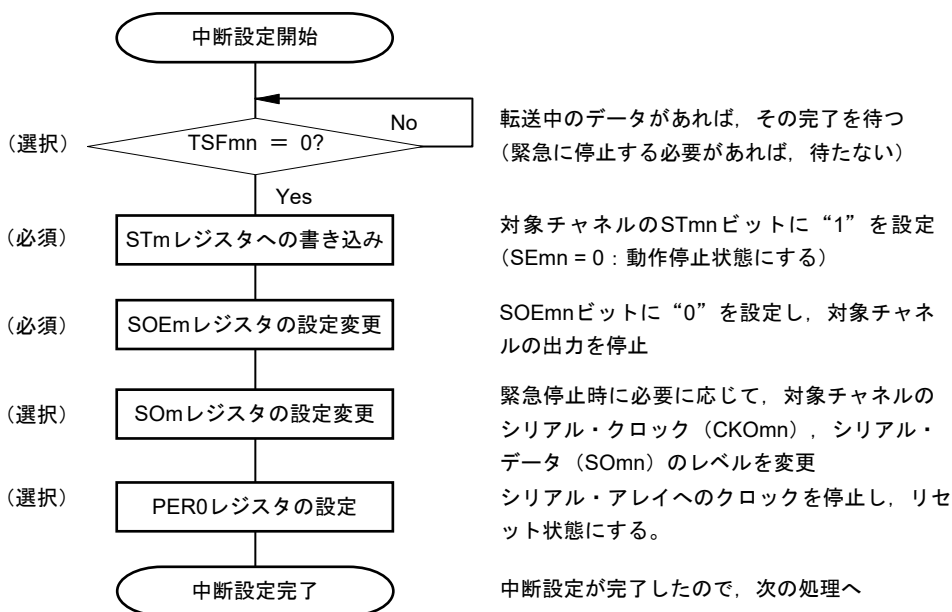 中断設定開始
No
転送中のデータがあれば，その完了を待つ
（選択）
TSFmn ＝ 0?
（緊急に停止する必要があれば，待たない）
Yes
（必須）
STmレジスタへの書き込み
対象チャネルのSTmnビットに“1”を設定
（SEmn = 0：動作停止状態にする）
（必須）
SOEmレジスタの設定変更
SOEmnビットに“0”を設定し，対象チャネ
ルの出力を停止
（選択）
SOmレジスタの設定変更
緊急停止時に必要に応じて，対象チャネルの
シリアル・クロック（CKOmn），シリアル・
データ（SOmn）のレベルを変更
（選択）
PER0レジスタの設定
シリアル・アレイへのクロックを停止し，リセ
ット状態にする。
中断設定完了
中断設定が完了したので，次の処理へ